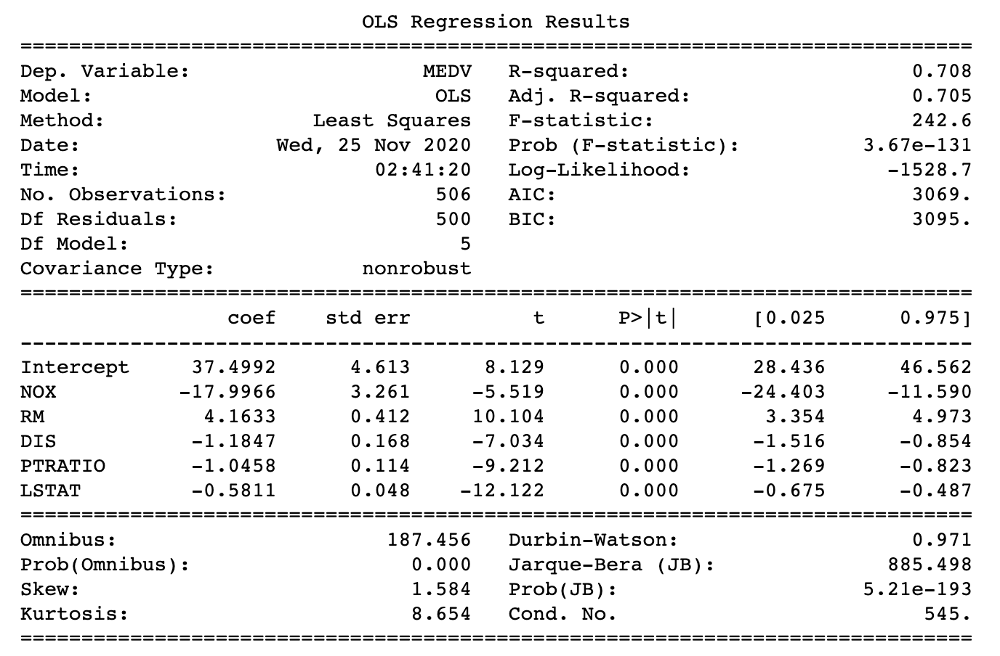 OLS Regression Results
==============================================================================
Dep. Variable:                   MEDV   R-squared:                       0.708
Model:                            OLS   Adj. R-squared:                  0.705
Method:                 Least Squares   F-statistic:                     242.6
Date:                Wed, 25 Nov 2020   Prob (F-statistic):          3.67e-131
Time:                        02:41:20   Log-Likelihood:                -1528.7
No. Observations:                 506   AIC:                             3069.
Df Residuals:                     500   BIC:                             3095.
Df Model:                           5
Covariance Type:            nonrobust
==============================================================================
                 coef    std err          t      P>|t|      [0.025      0.975]
------------------------------------------------------------------------------
Intercept     37.4992      4.613      8.129      0.000      28.436      46.562
NOX          -17.9966      3.261     -5.519      0.000     -24.403     -11.590
RM             4.1633      0.412     10.104      0.000       3.354       4.973
DIS           -1.1847      0.168     -7.034      0.000      -1.516      -0.854
PTRATIO       -1.0458      0.114     -9.212      0.000      -1.269      -0.823
LSTAT         -0.5811      0.048    -12.122      0.000      -0.675      -0.487
==============================================================================
Omnibus:                      187.456   Durbin-Watson:                   0.971
Prob(Omnibus):                  0.000   Jarque-Bera (JB):              885.498
Skew:                           1.584   Prob(JB):                    5.21e-193
Kurtosis:                       8.654   Cond. No.                         545.
==============================================================================